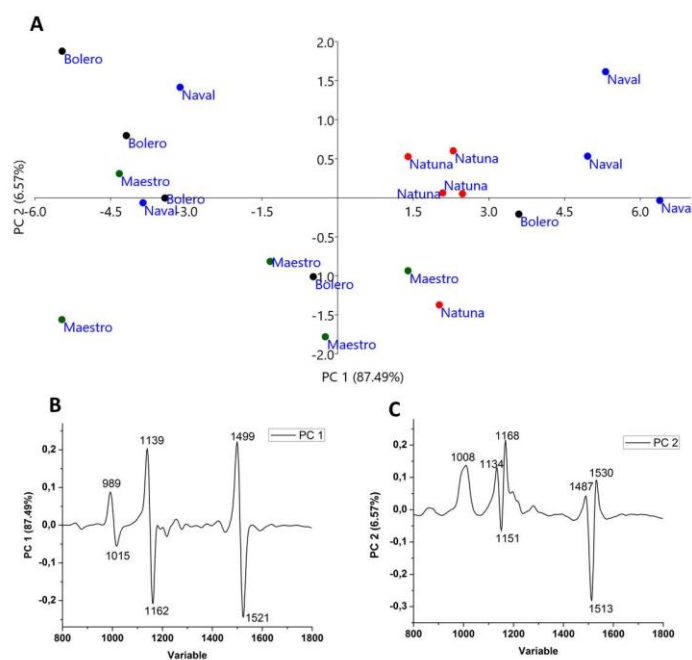 A
2.0
Bolero
Naval
Naval
1.5
1.0
Bolero
Natuna
Natuna
Naval
0.5
Maestro
Natuna
Natuna
Bolero
Naval
Naval
-6.0
-4.5
-3.0
-1.5
1.5
3.0
4.5
6.0
Bolero
-0.5
Maestro
Maestro
Bolero
-1.0
Natuna
Maestro
-1.5
Maestro
-2.0
PC 2 (6.57%)
PC 1 (87.49%)
B
PC 1
1499
1139
989
1015
1162
1521
0,2
0,1
0,0
-0,1
-0,2
800
1000
1200
1400
1600
1800
PC 1 (87.49%)
Variable
C
PC 2
1168
1008
1134
1530
1487
1151
1513
0,2
0,1
0,0
-0,1
-0,2
-0,3
800
1000
1200
1400
1600
1800
PC 2 (6.57%)
Variable